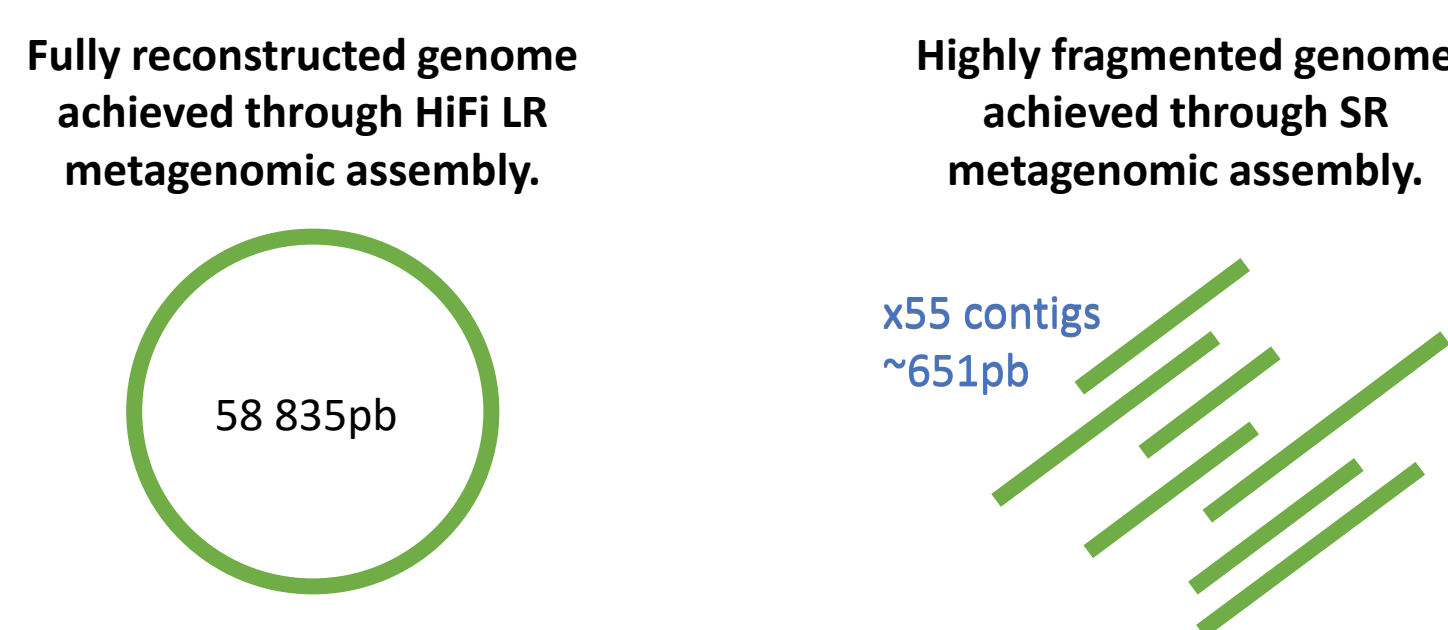 Fully reconstructed genome
achieved through HiFi LR
metagenomic assembly.
58 835pb
Highly fragmented genome
achieved through SR
metagenomic assembly.
x55 contigs
~651pb